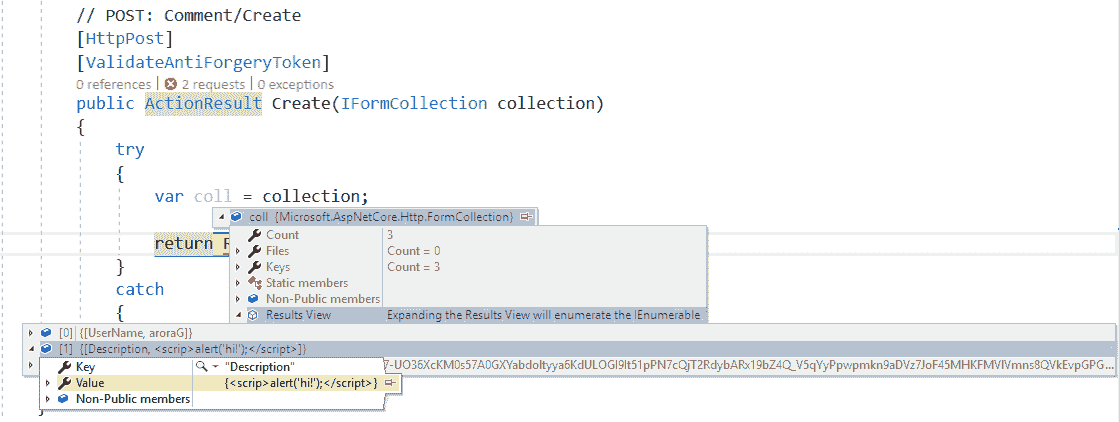 // POST: Comment/Create
[HttpPost]
[ValidateAntiForgeryToken]
0 references | 2 requests | 0 exceptions
public ActionResult Create(IFormCollection collection)
{
try
{
var coll = collection;
coll {Microsoft.AspNetCore.Http.FormCollection}
return
Count 3
Files Count = 0
Keys Count = 3
Static members
Non-Public members
Results View Expanding the Results View will enumerate the IEnumerable
}
catch
{
[0] {[UserName, aroraG]}
[1] {[Description, <scrip>alert('hi!');</script>]}
Key "Description"
Value {<scrip>alert('hi!');</script>}
Non-Public members